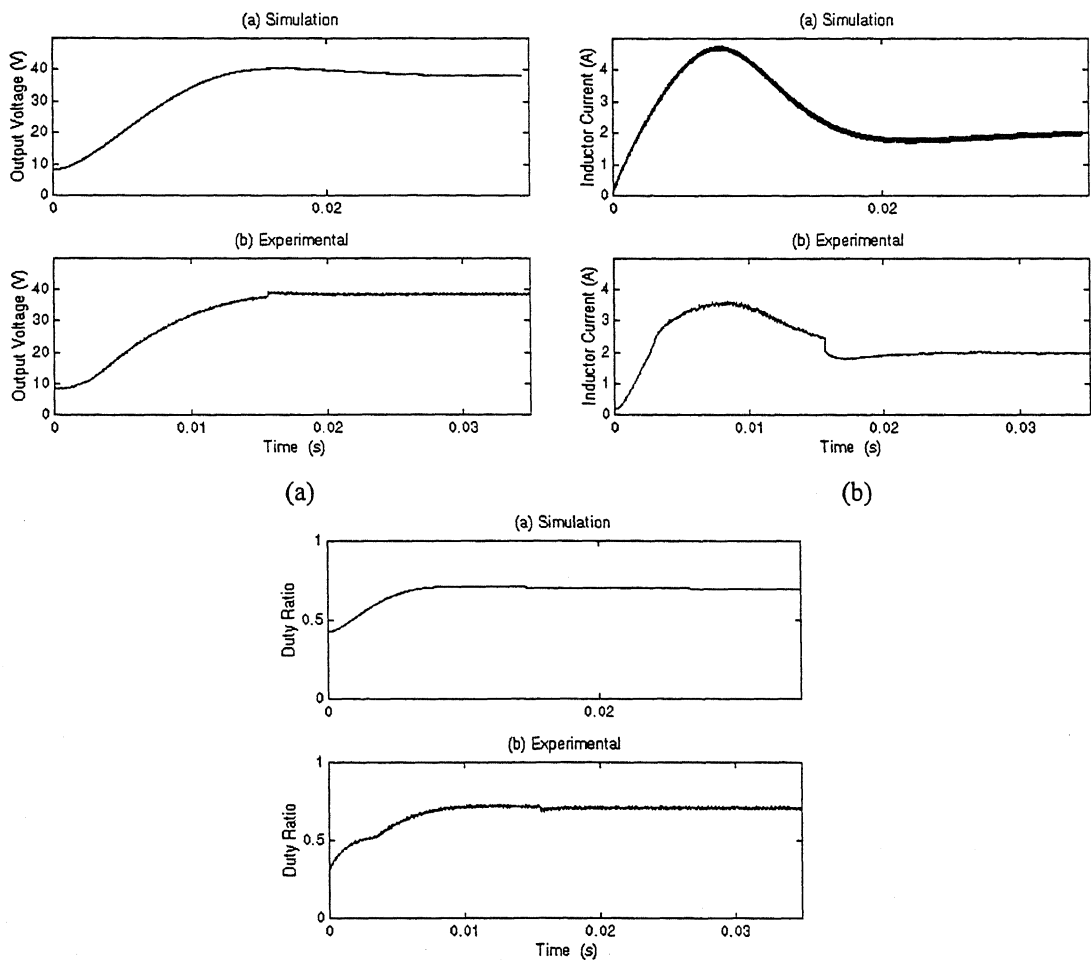 (a) Simulation
Output Voltage (V)
40
30
20
10
0
0
0.02
(b) Experimental
Output Voltage (V)
40
30
20
10
0
0
0.01
0.02
0.03
Time (s)
(a)
(a) Simulation
Inductor Current (A)
4
3
2
1
0
0
0.02
(b) Experimental
Inductor Current (A)
4
3
2
1
0
0
0.01
0.02
0.03
Time (s)
(b)
(a) Simulation
Duty Ratio
1
0.5
0
0
0.02
(b) Experimental
Duty Ratio
1
0.5
0
0
0.01
0.02
0.03
Time (s)